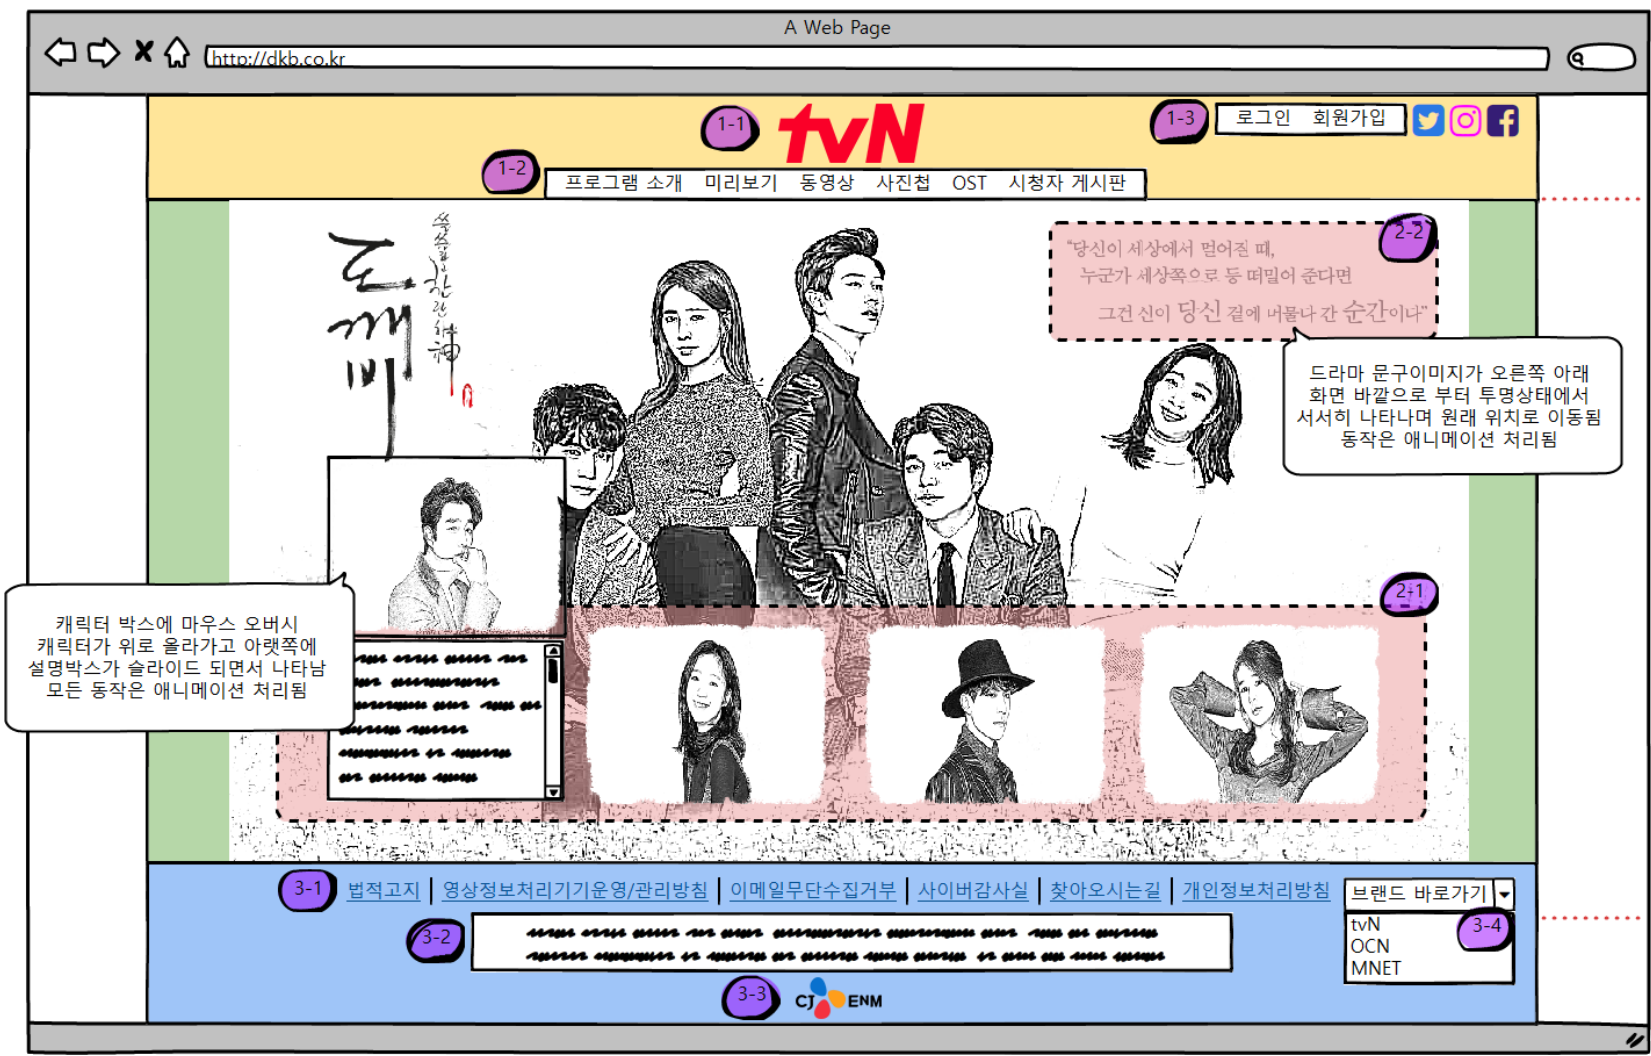 A Web Page
http://dkb.co.kr
1-1
tvN
1-3
로그인 회원가입
1-2
프로그램 소개 미리보기 동영상 사진첩 OST 시청자 게시판
쓸쓸하고 찬란하神
도깨비
2-2
“당신이 세상에서 멀어질 때,
누군가 세상쪽으로 등 떠밀어 준다면
그건 신이 당신 곁에 머물다 간 순간이다”
드라마 문구이미지가 오른쪽 아래
화면 바깥으로 부터 투명상태에서
서서히 나타나며 원래 위치로 이동됨
동작은 애니메이션 처리됨
2-1
캐릭터 박스에 마우스 오버시
캐릭터가 위로 올라가고 아랫쪽에
설명박스가 슬라이드 되면서 나타남
모든 동작은 애니메이션 처리됨
3-1
법적고지 | 영상정보처리기기운영/관리방침 | 이메일무단수집거부 | 사이버감사실 | 찾아오시는길 | 개인정보처리방침
브랜드 바로가기
tvN
OCN
MNET
3-4
3-2
3-3
CJ ENM